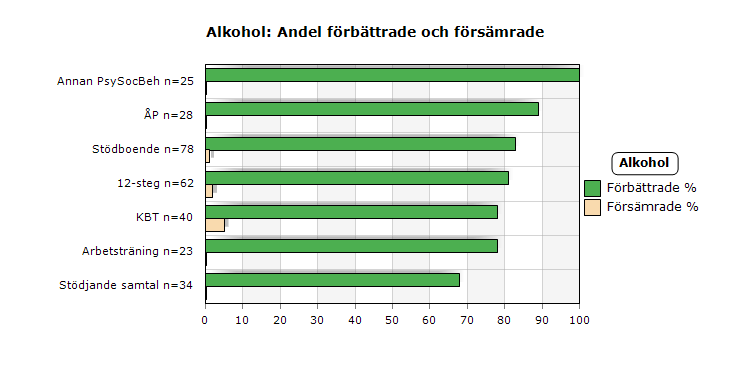 Alkohol: Andel förbättrade och försämrade
Annan PsySocBeh n=25
ÅP n=28
Stödboende n=78
12-steg n=62
KBT n=40
Arbetsträning n=23
Stödjande samtal n=34
0 10 20 30 40 50 60 70 80 90 100
Alkohol
Förbättrade %
Försämrade %